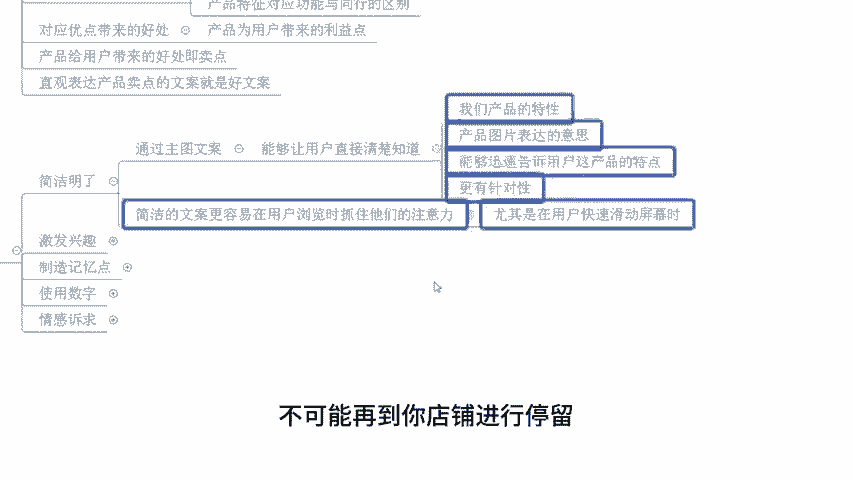 产品特征对应功能与同行的区别
对应优点带来的好处 产品为用户带来的利益点
产品给用户带来的好处即卖点
直观表达产品卖点的文案就是好文案
我们产品的特性
产品图片表达的意思
通过主图文案 能够让用户直接清楚知道
能够迅速告诉用户这产品的特点
简洁明了
更有针对性
简洁的文案更容易在用户浏览时抓住他们的注意力 尤其是在用户快速滑动屏幕时
激发兴趣
制造记忆点
使用数字
情感诉求
不可能再到你店铺进行停留